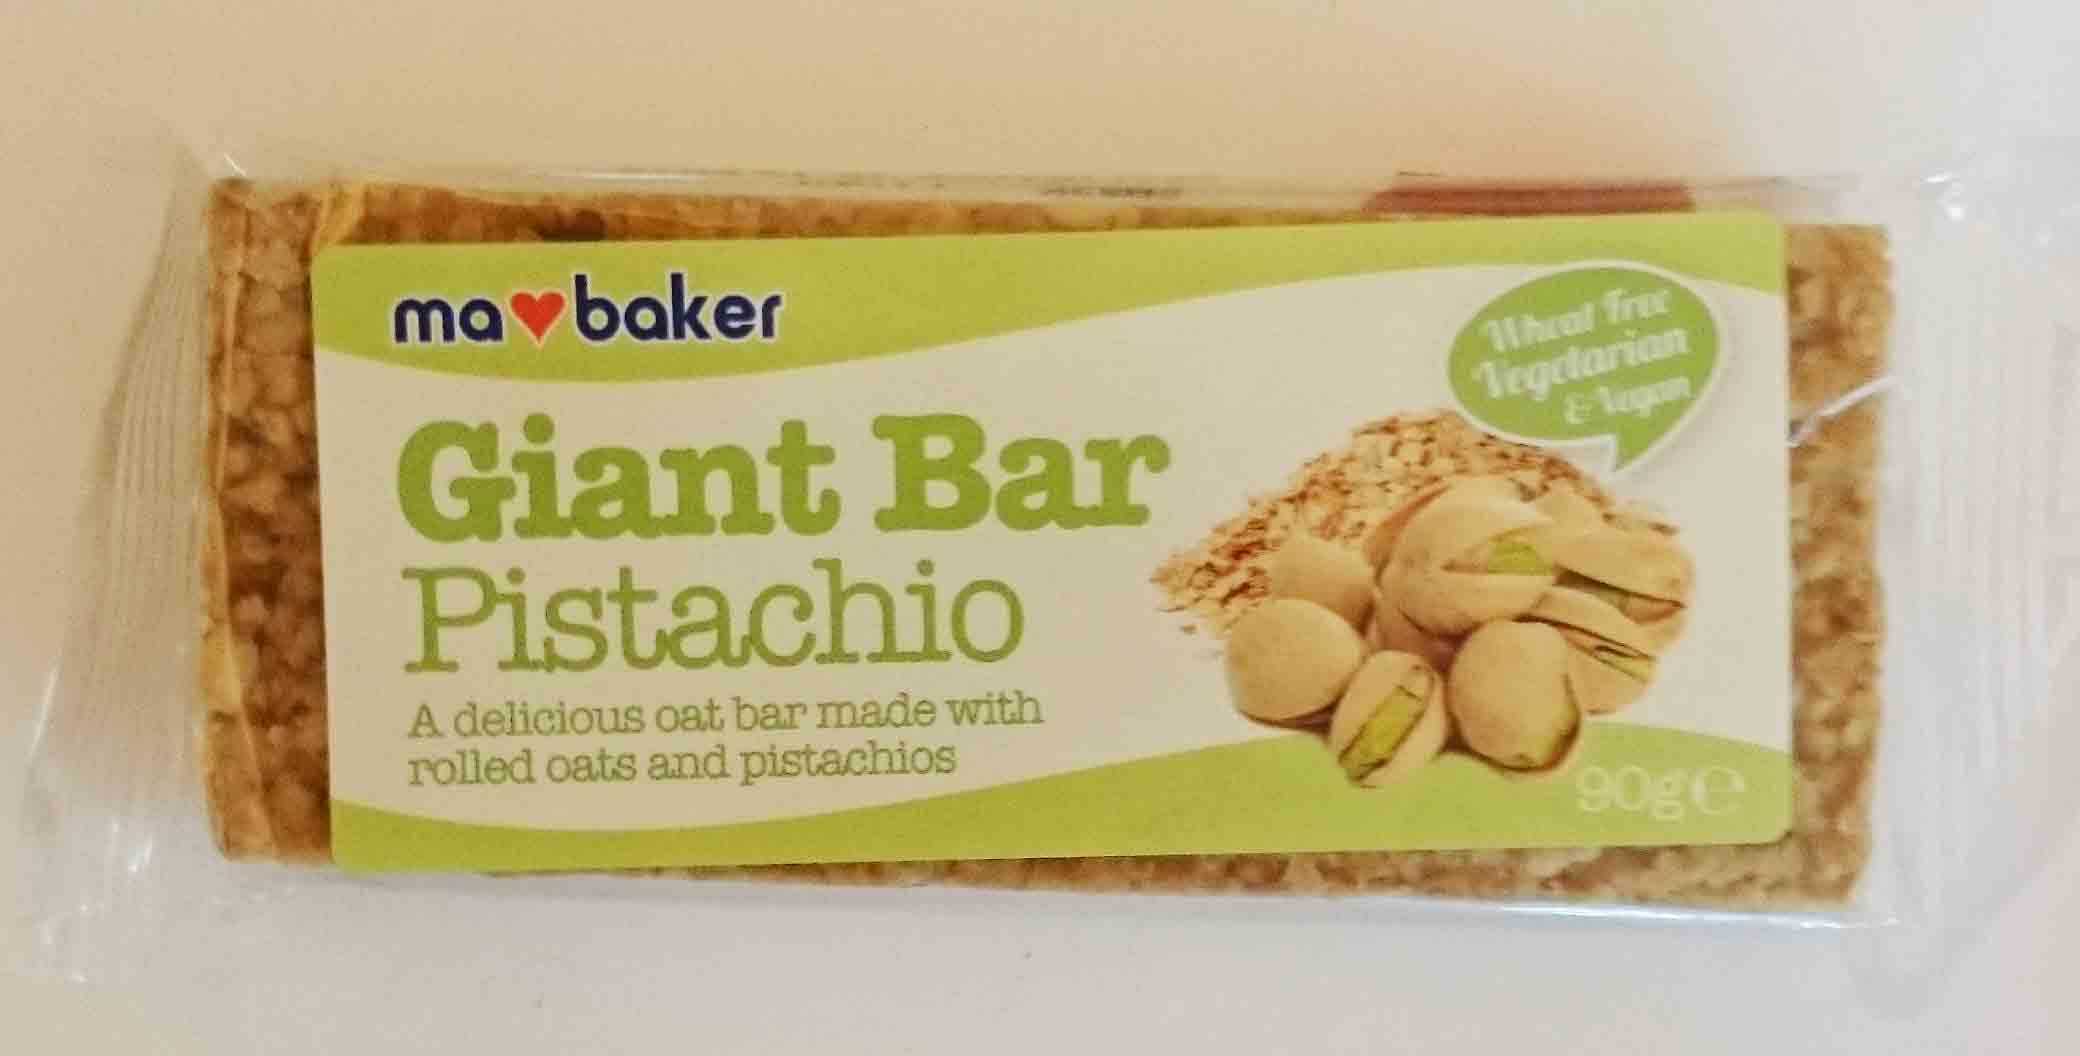 ma baker
Giant Bar
Pistachio
A delicious oat bar made with
rolled oats and pistachios
Wheat Free
Vegetarian
& Vegan
90g℮